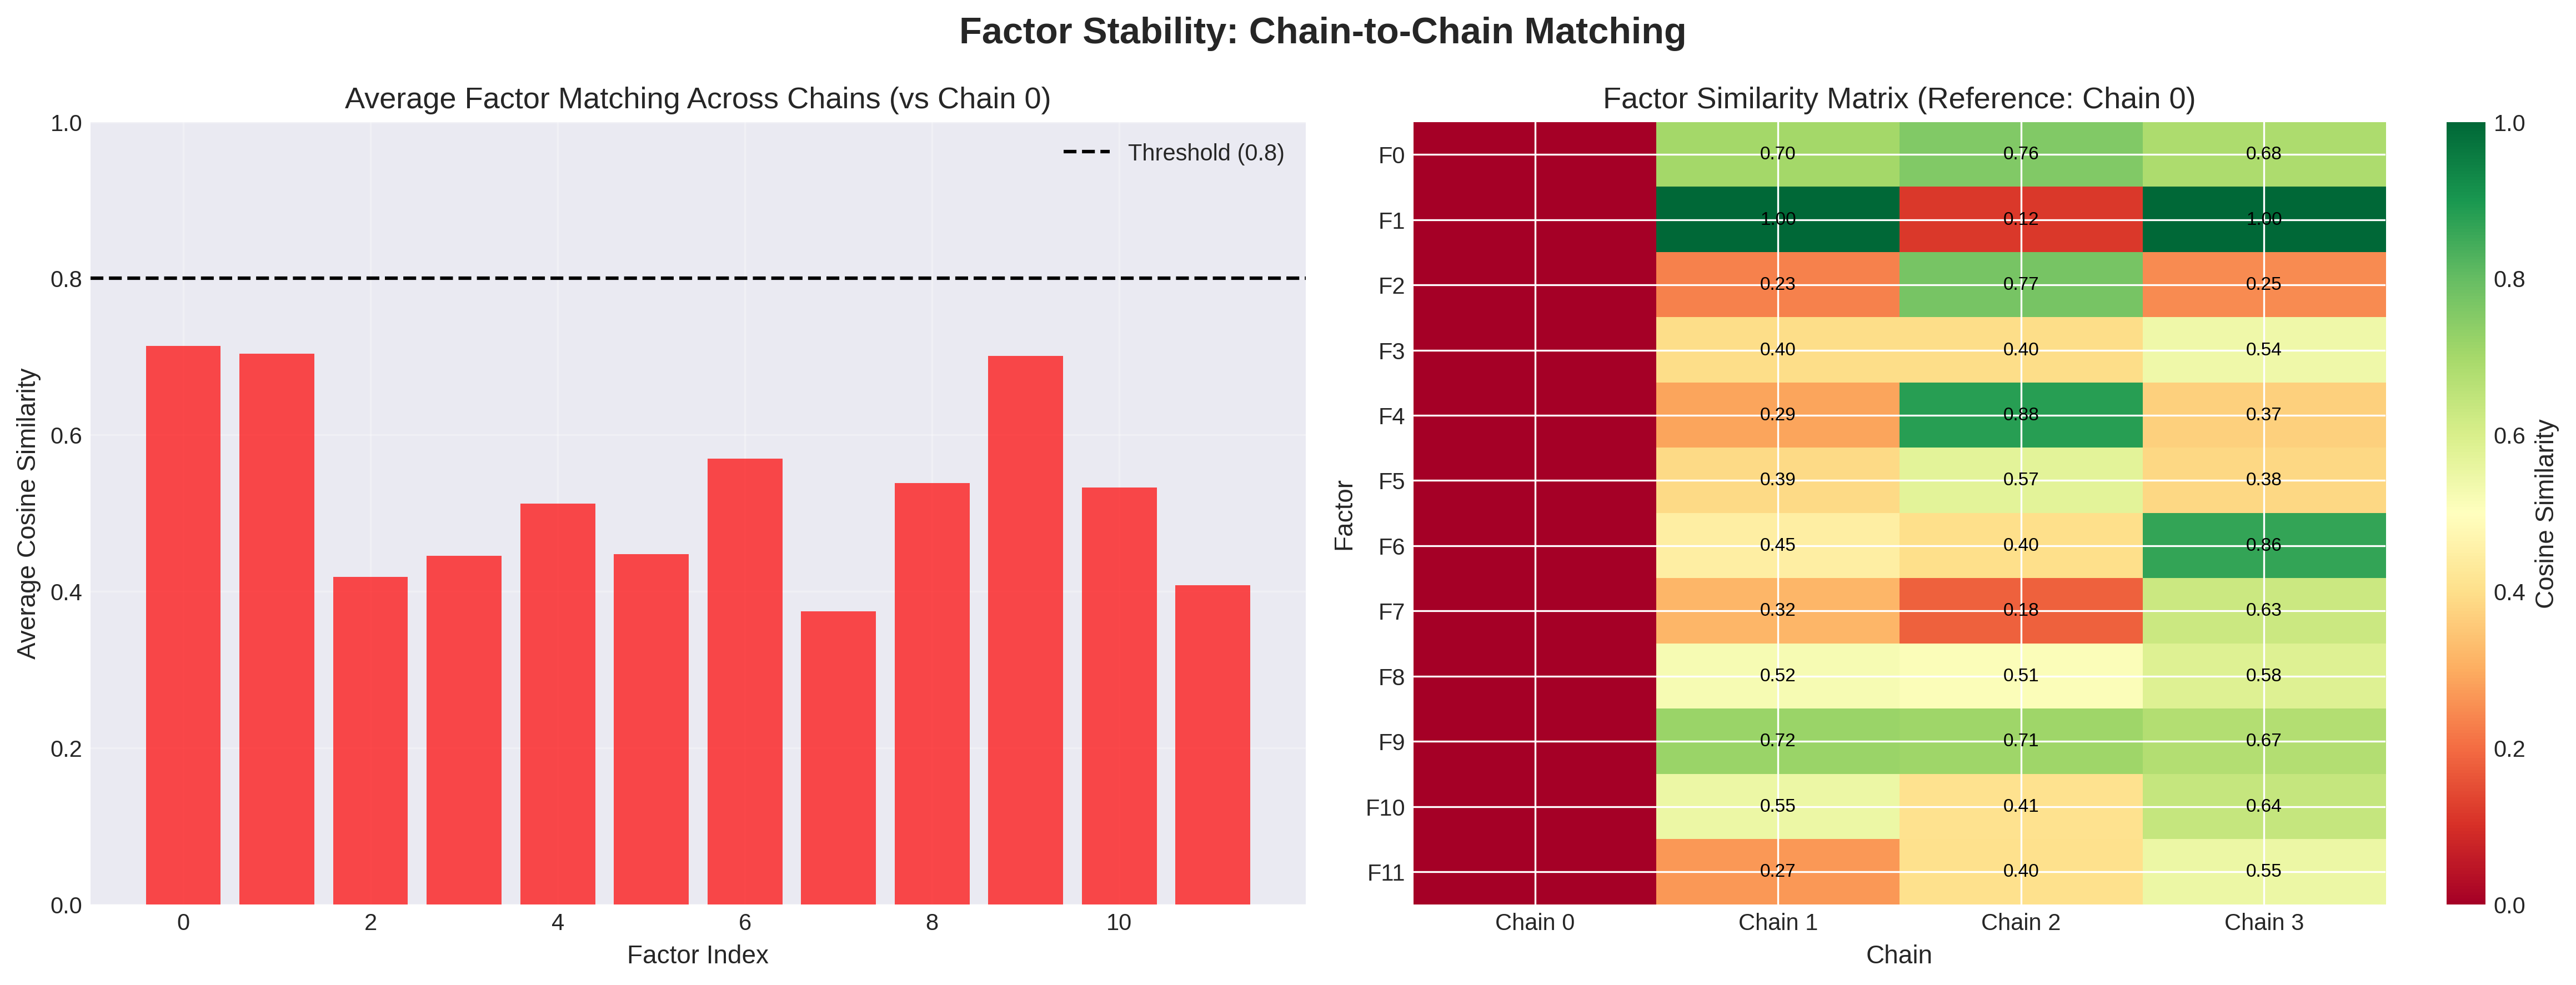 Factor Stability: Chain-to-Chain Matching
Average Factor Matching Across Chains (vs Chain 0)
Threshold (0.8)
1.0
0.8
0.6
0.4
0.2
0.0
Average Cosine Similarity
0 2 4 6 8 10
Factor Index
Factor Similarity Matrix (Reference: Chain 0)
Factor
F0 0.70 0.76 0.68
F1 1.00 0.12 1.00
F2 0.23 0.77 0.25
F3 0.40 0.40 0.54
F4 0.29 0.88 0.37
F5 0.39 0.57 0.38
F6 0.45 0.40 0.86
F7 0.32 0.18 0.63
F8 0.52 0.51 0.58
F9 0.72 0.71 0.67
F10 0.55 0.41 0.64
F11 0.27 0.40 0.55
Chain 0 Chain 1 Chain 2 Chain 3
Chain
1.0
0.8
0.6
0.4
0.2
0.0
Cosine Similarity